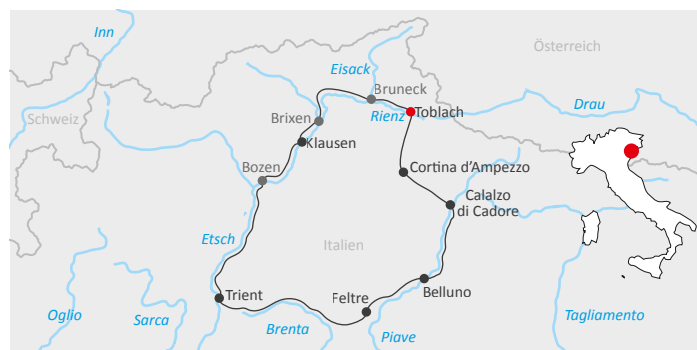 Inn
Österreich
Eisack
Bruneck
Drau
Schweiz
Brixen
Rienz
Toblach
Klausen
Bozen
Cortina d’Ampezzo
Calalzo
di Cadore
Etsch
Italien
Trient
Feltre
Belluno
Oglio
Sarca
Brenta
Piave
Tagliamento